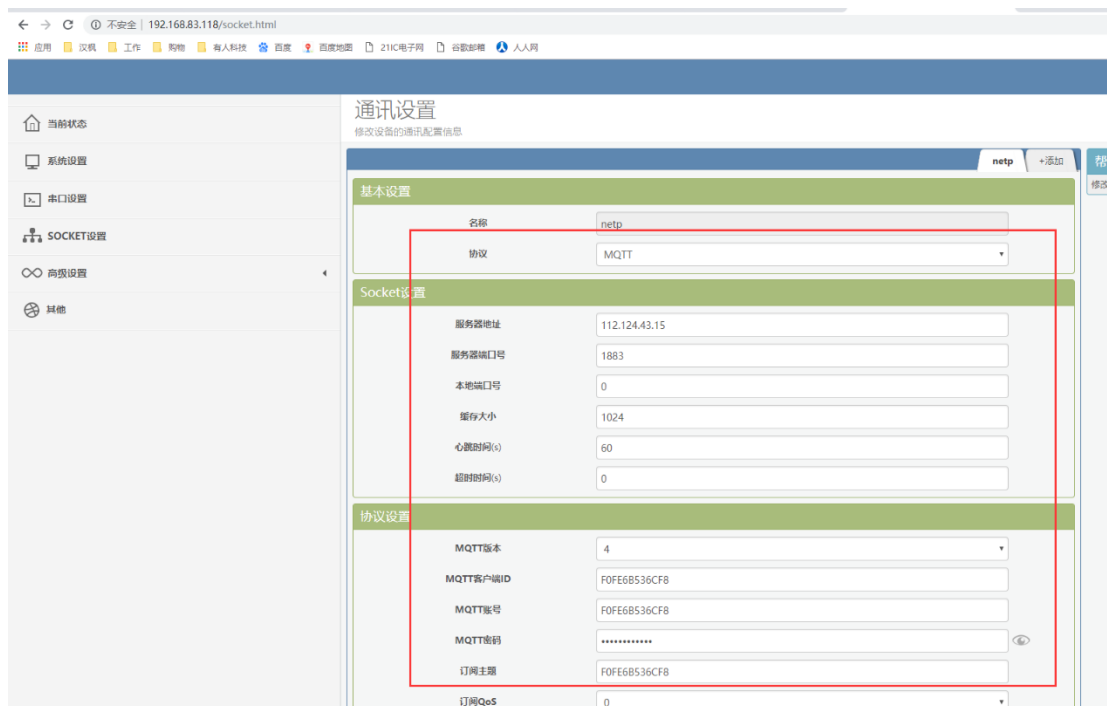 不安全 | 192.168.83.118/socket.html
应用 汉枫 工作 购物 有人科技 百度 百度地图 21IC电子网 谷歌邮箱 人人网
通讯设置
修改设备的通讯配置信息
当前状态
系统设置
串口设置
SOCKET设置
高级设置
其他
netp +添加
帮
修改
基本设置
名称 netp
协议 MQTT
Socket设置
服务器地址 112.124.43.15
服务器端口号 1883
本地端口号 0
缓存大小 1024
心跳时间(s) 60
超时时间(s) 0
协议设置
MQTT版本 4
MQTT客户端ID F0FE6B536CF8
MQTT账号 F0FE6B536CF8
MQTT密码 ••••••••••••
订阅主题 F0FE6B536CF8
订阅QoS 0